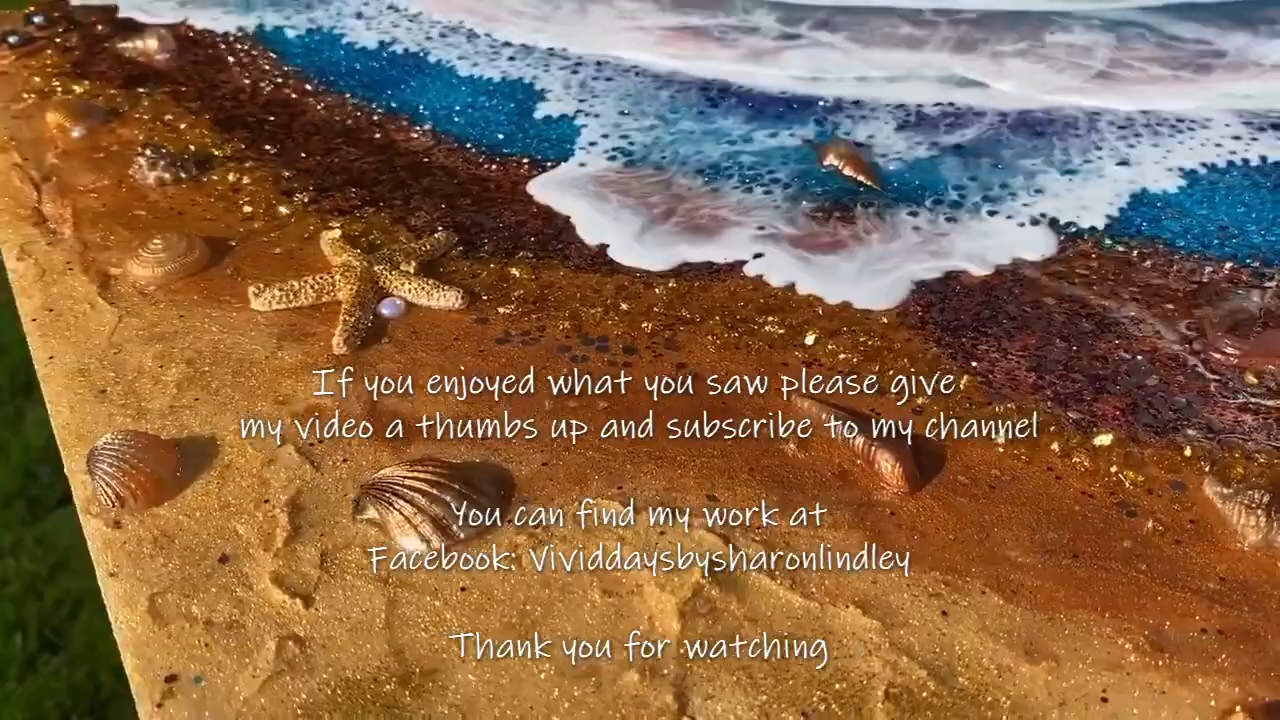 If you enjoyed what you saw please give
my video a thumbs up and subscribe to my channel
You can find my work at
Facebook: Vividdaysbysharonlindley
Thank you for watching